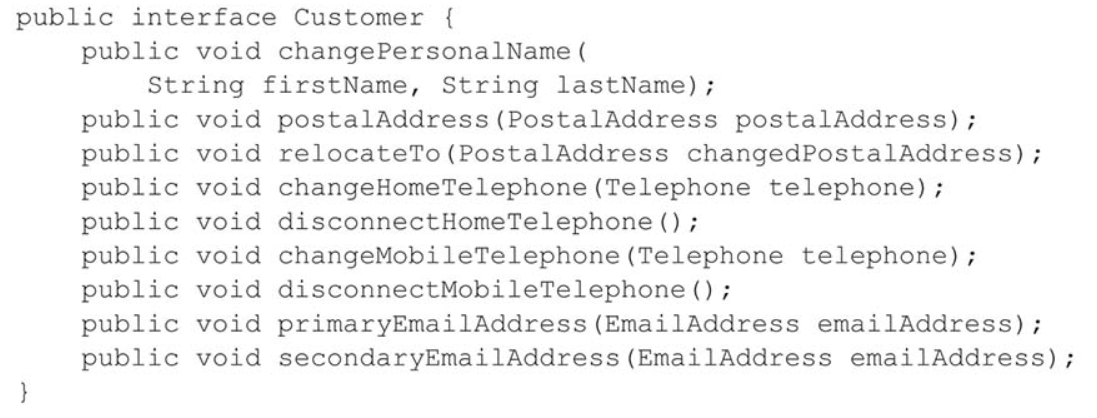 public interface Customer {
    public void changePersonalName(
        String firstName, String lastName);
    public void postalAddress(PostalAddress postalAddress);
    public void relocateTo(PostalAddress changedPostalAddress);
    public void changeHomeTelephone(Telephone telephone);
    public void disconnectHomeTelephone();
    public void changeMobileTelephone(Telephone telephone);
    public void disconnectMobileTelephone();
    public void primaryEmailAddress(EmailAddress emailAddress);
    public void secondaryEmailAddress(EmailAddress emailAddress);
}